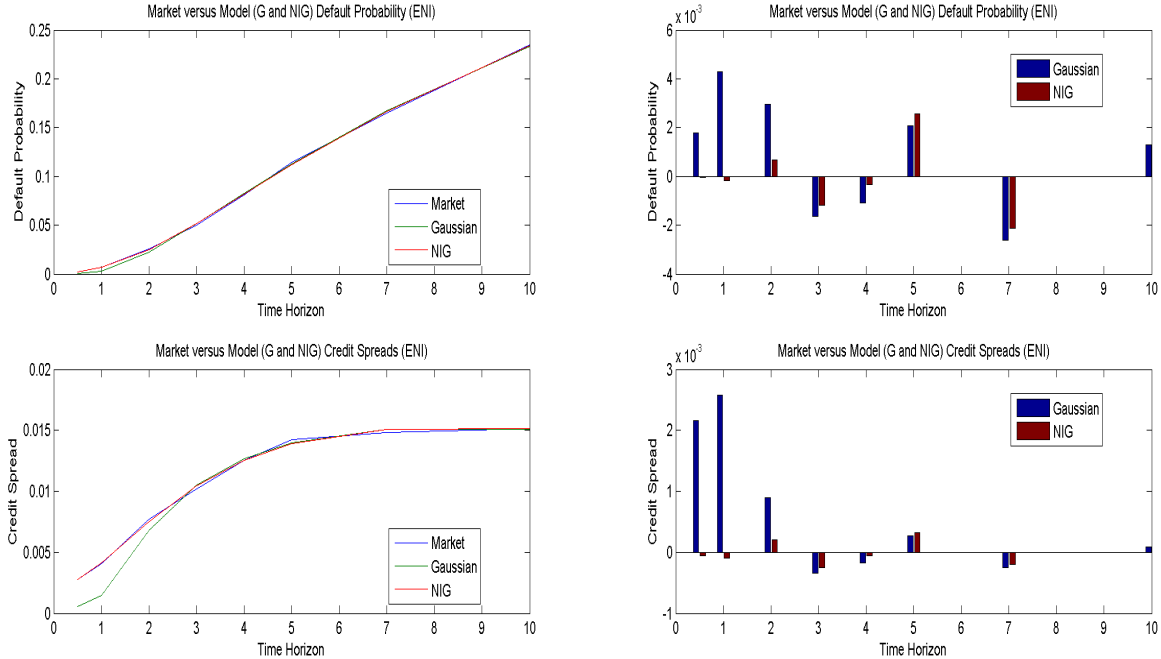 Market versus Model (G and NIG) Default Probability (ENI)
0.25
0.2
0.15
0.1
0.05
0
Default Probability
Market
Gaussian
NIG
0 1 2 3 4 5 6 7 8 9 10
Time Horizon
Market versus Model (G and NIG) Default Probability (ENI)
x 10⁻³
6
4
2
0
-2
-4
Default Probability
Gaussian
NIG
0 1 2 3 4 5 6 7 8 9 10
Time Horizon
Market versus Model (G and NIG) Credit Spreads (ENI)
0.02
0.015
0.01
0.005
0
Credit Spread
Market
Gaussian
NIG
0 1 2 3 4 5 6 7 8 9 10
Time Horizon
Market versus Model (G and NIG) Credit Spreads (ENI)
x 10⁻³
3
2
1
0
-1
Credit Spread
Gaussian
NIG
0 1 2 3 4 5 6 7 8 9 10
Time Horizon